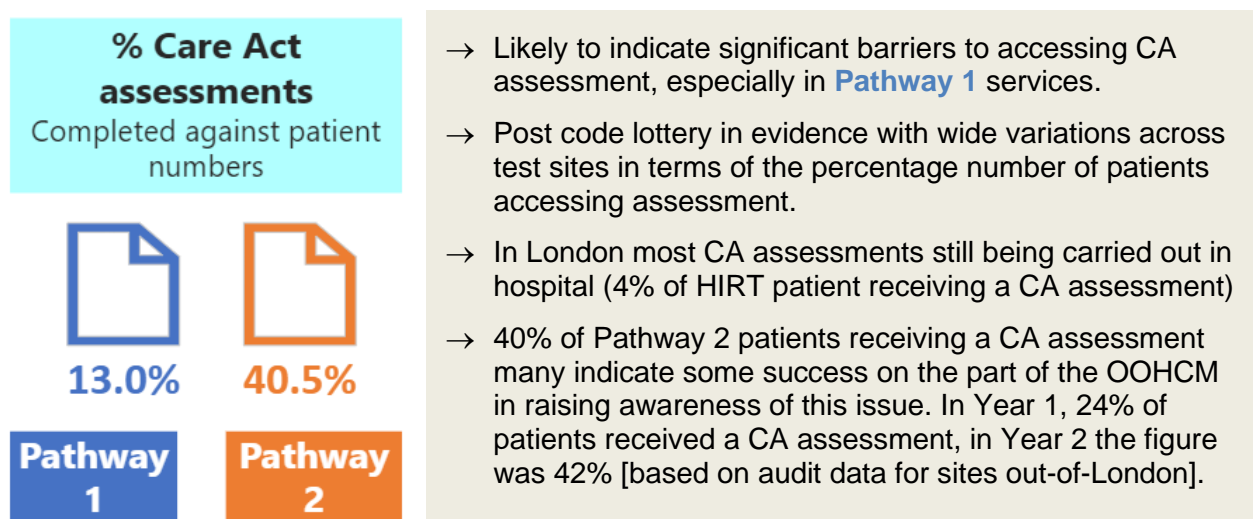 % Care Act
assessments
Completed against patient
numbers
13.0%
40.5%
Pathway
1
Pathway
2
→ Likely to indicate significant barriers to accessing CA
assessment, especially in Pathway 1 services.
→ Post code lottery in evidence with wide variations across
test sites in terms of the percentage number of patients
accessing assessment.
→ In London most CA assessments still being carried out in
hospital (4% of HIRT patient receiving a CA assessment)
→ 40% of Pathway 2 patients receiving a CA assessment
many indicate some success on the part of the OOHCM
in raising awareness of this issue. In Year 1, 24% of
patients received a CA assessment, in Year 2 the figure
was 42% [based on audit data for sites out-of-London].